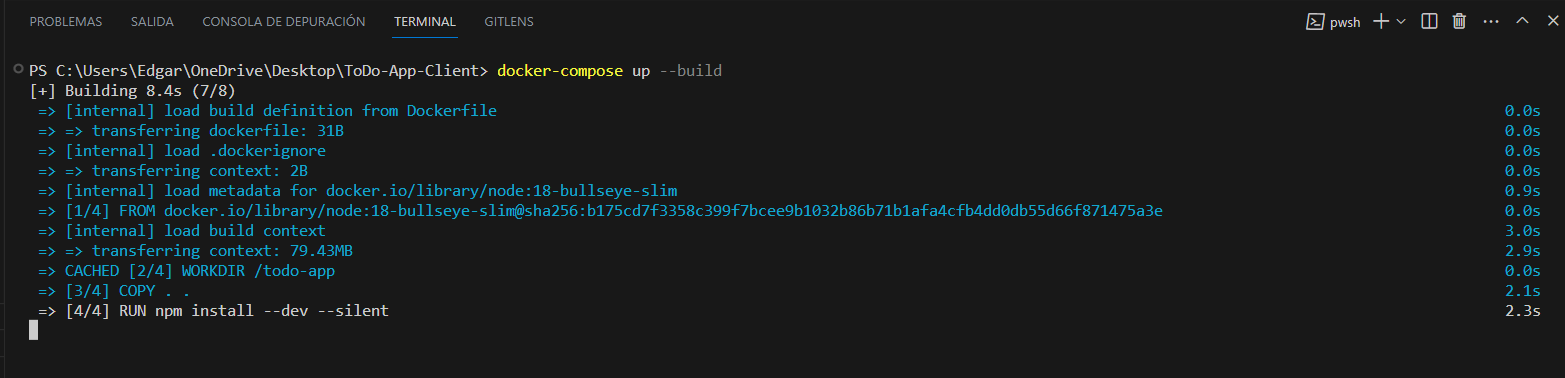 PROBLEMAS SALIDA CONSOLA DE DEPURACIÓN TERMINAL GITLENS pwsh
PS C:\Users\Edgar\OneDrive\Desktop\ToDo-App-Client> docker-compose up --build
[+] Building 8.4s (7/8)
=> [internal] load build definition from Dockerfile 0.0s
=> => transferring dockerfile: 31B 0.0s
=> [internal] load .dockerignore 0.0s
=> => transferring context: 2B 0.0s
=> [internal] load metadata for docker.io/library/node:18-bullseye-slim 0.9s
=> [1/4] FROM docker.io/library/node:18-bullseye-slim@sha256:b175cd7f3358c399f7bcee9b1032b86b71b1afa4cfb4dd0db55d66f871475a3e 0.0s
=> [internal] load build context 3.0s
=> => transferring context: 79.43MB 2.9s
=> CACHED [2/4] WORKDIR /todo-app 0.0s
=> [3/4] COPY . . 2.1s
=> [4/4] RUN npm install --dev --silent 2.3s